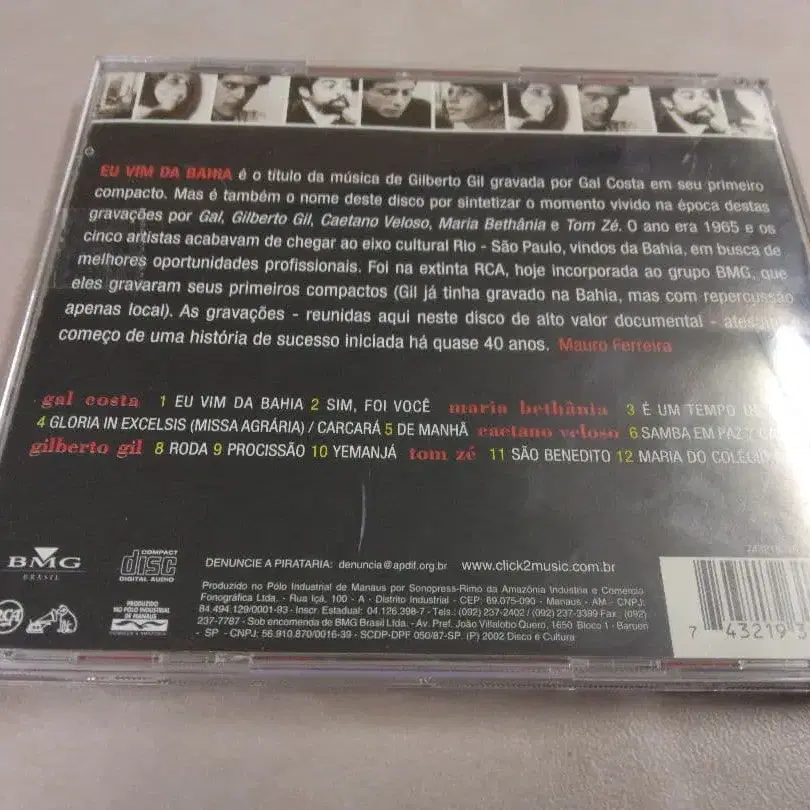 EU VIM DA BAHIA é o título da música de Gilberto Gil gravada por Gal Costa em seu primeiro
compacto. Mas é também o nome deste disco por sintetizar o momento vivido na época destas
gravações por Gal, Gilberto Gil, Caetano Veloso, Maria Bethânia e Tom Zé. O ano era 1965 e os
cinco artistas acabavam de chegar ao eixo cultural Rio - São Paulo, vindos da Bahia, em busca de
melhores oportunidades profissionais. Foi na extinta RCA, hoje incorporada ao grupo BMG, que
eles gravaram seus primeiros compactos (Gil já tinha gravado na Bahia, mas com repercussão
apenas local). As gravações - reunidas aqui neste disco de alto valor documental -
começo de uma história de sucesso iniciada há quase 40 anos. Mauro Ferreira
gal costa 1 EU VIM DA BAHIA 2 SIM, FOI VOCÊ maria bethânia 3 É UM TEMPO DE
4 GLORIA IN EXCELSIS (MISSA AGRÁRIA) / CARCARÁ 5 DE MANHÃ caetano veloso 6 SAMBA EM PAZ 7
gilberto gil 8 RODA 9 PROCISSÃO 10 YEMANJÁ tom zé 11 SÃO BENEDITO 12 MARIA DO COLÉGIO
BMG
BRASIL
COMPACT
disc
DIGITAL AUDIO
DENUNCIE A PIRATARIA: denuncia@apdif.org.br www.click2music.com.br
RCA
PRODUZIDO
NO PÓLO INDUSTRIAL
DE MANAUS
CONHEÇA A AMAZÔNIA
Produzido no Pólo Industrial de Manaus por Sonopress-Rimo da Amazônia Indústria e Comércio
Fonográfica Ltda. - Rua Içá, 100 - A - Distrito Industrial - CEP: 69.075-090 - Manaus - AM - CNPJ:
84.494.129/0001-93 - Inscr. Estadual: 04.126.398-7 - Tels.: (092) 237-2402 / (092) 237-3399 Fax.: (092)
237-7787 - Sob encomenda de BMG Brasil Ltda. - Av. Pref. João Villalobo Quero, 1650 Bloco 1 - Barueri
- SP - CNPJ: 56.910.870/0016-39 - SCDP-DPF 050/87-SP. (P) 2002 Disco é Cultura
7 43219 3